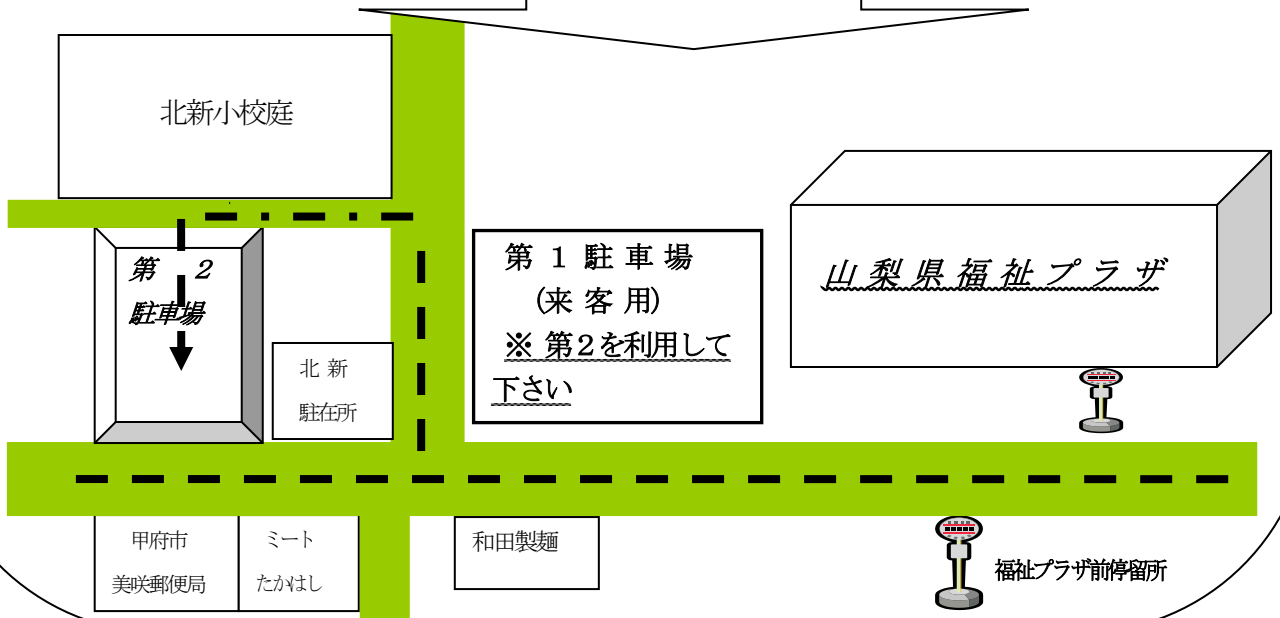 北新小校庭
第 2
駐車場
北 新
駐在所
第 1 駐 車 場
(来 客 用)
※ 第2を利用して
下さい
山梨県福祉プラザ
甲府市
美咲郵便局
ミート
たかはし
和田製麺
福祉プラザ前停留所